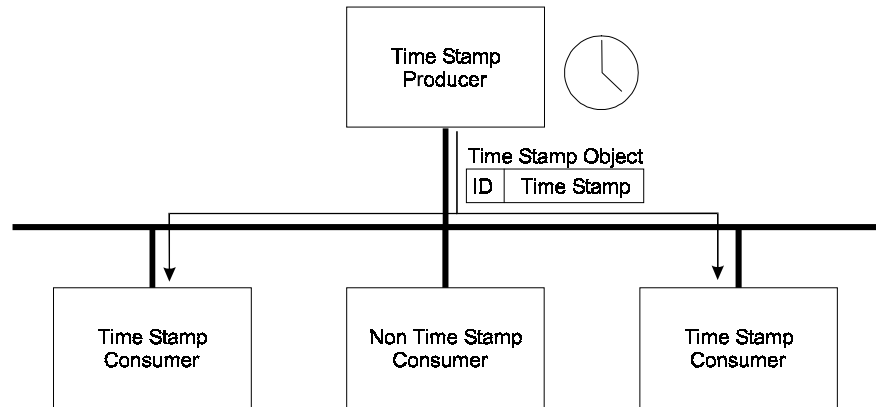 Time Stamp
Producer
Time Stamp Object
ID
Time Stamp
Time Stamp
Consumer
Non Time Stamp
Consumer
Time Stamp
Consumer